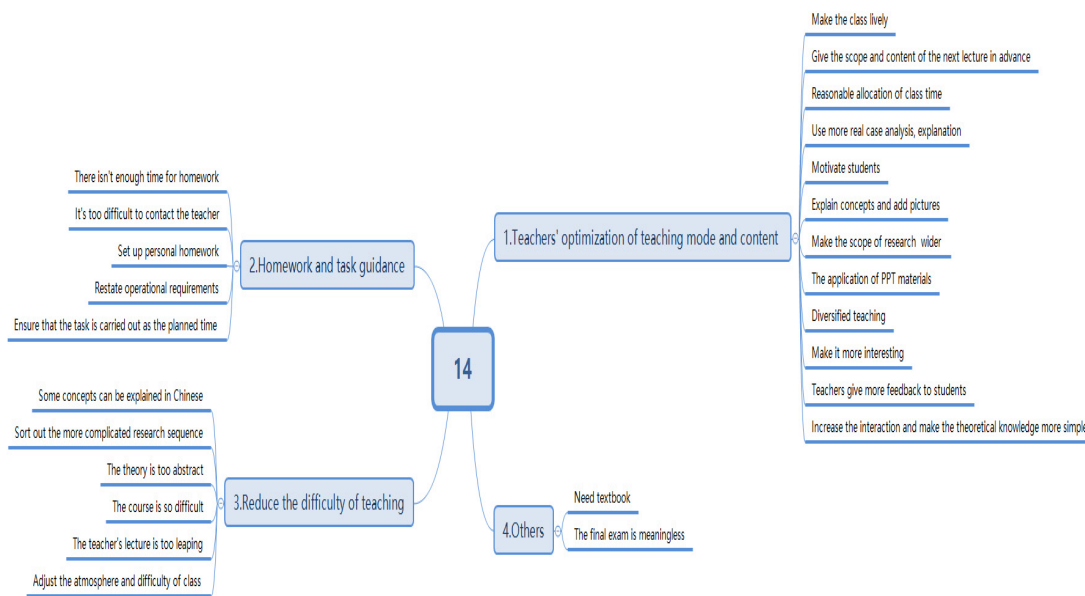 14
1.Teachers' optimization of teaching mode and content
Make the class lively
Give the scope and content of the next lecture in advance
Reasonable allocation of class time
Use more real case analysis, explanation
Motivate students
Explain concepts and add pictures
Make the scope of research wider
The application of PPT materials
Diversified teaching
Make it more interesting
Teachers give more feedback to students
Increase the interaction and make the theoretical knowledge more simple
2.Homework and task guidance
There isn't enough time for homework
It's too difficult to contact the teacher
Set up personal homework
Restate operational requirements
Ensure that the task is carried out as the planned time
3.Reduce the difficulty of teaching
Some concepts can be explained in Chinese
Sort out the more complicated research sequence
The theory is too abstract
The course is so difficult
The teacher's lecture is too leaping
Adjust the atmosphere and difficulty of class
4.Others
Need textbook
The final exam is meaningless